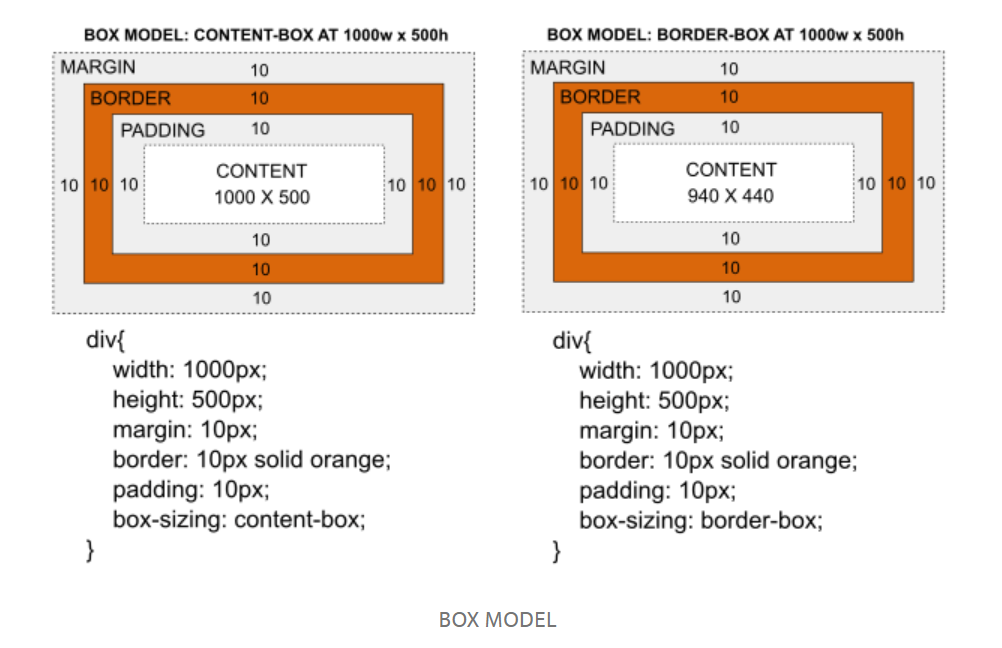 BOX MODEL: CONTENT-BOX AT 1000w x 500h
MARGIN 10
BORDER 10
PADDING 10
CONTENT
10 10 10 1000 X 500 10 10 10
10
10
10
div{
width: 1000px;
height: 500px;
margin: 10px;
border: 10px solid orange;
padding: 10px;
box-sizing: content-box;
}
BOX MODEL: BORDER-BOX AT 1000w x 500h
MARGIN 10
BORDER 10
PADDING 10
CONTENT
10 10 10 940 X 440 10 10 10
10
10
10
div{
width: 1000px;
height: 500px;
margin: 10px;
border: 10px solid orange;
padding: 10px;
box-sizing: border-box;
}
BOX MODEL